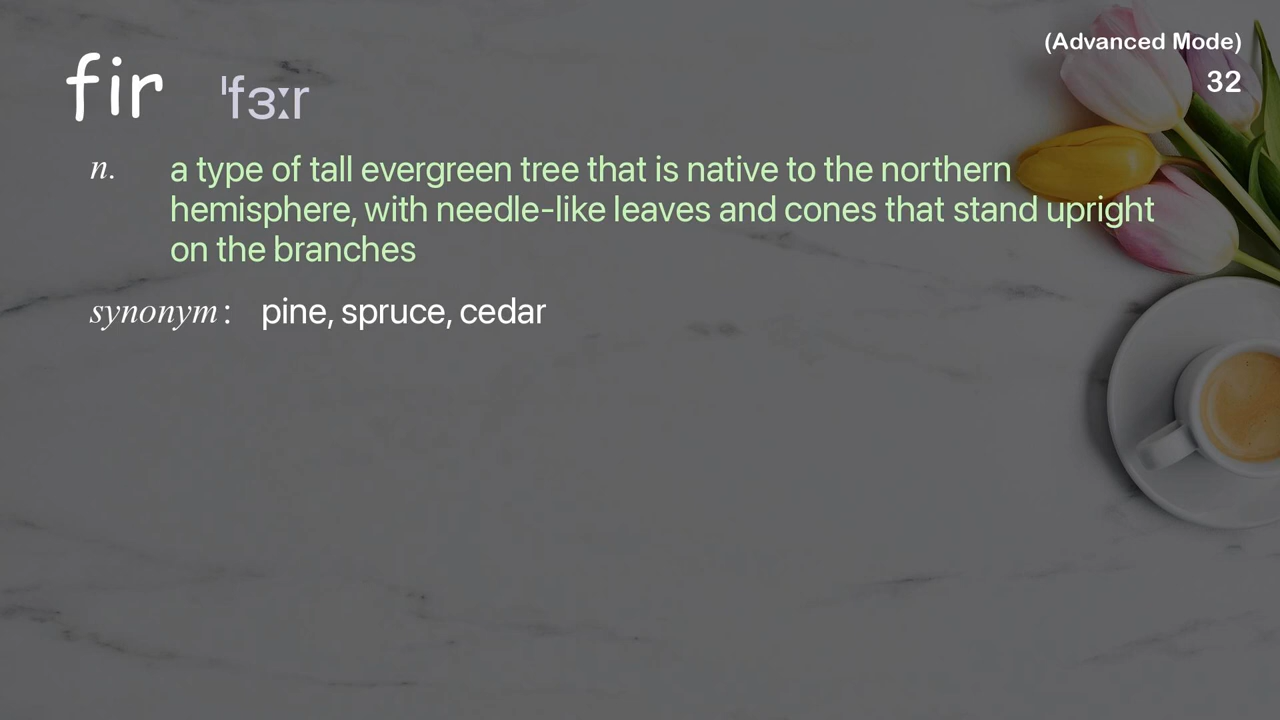 (Advanced Mode)
fir ˈfɜːr
32
n. a type of tall evergreen tree that is native to the northern
hemisphere, with needle-like leaves and cones that stand upright
on the branches
synonym: pine, spruce, cedar